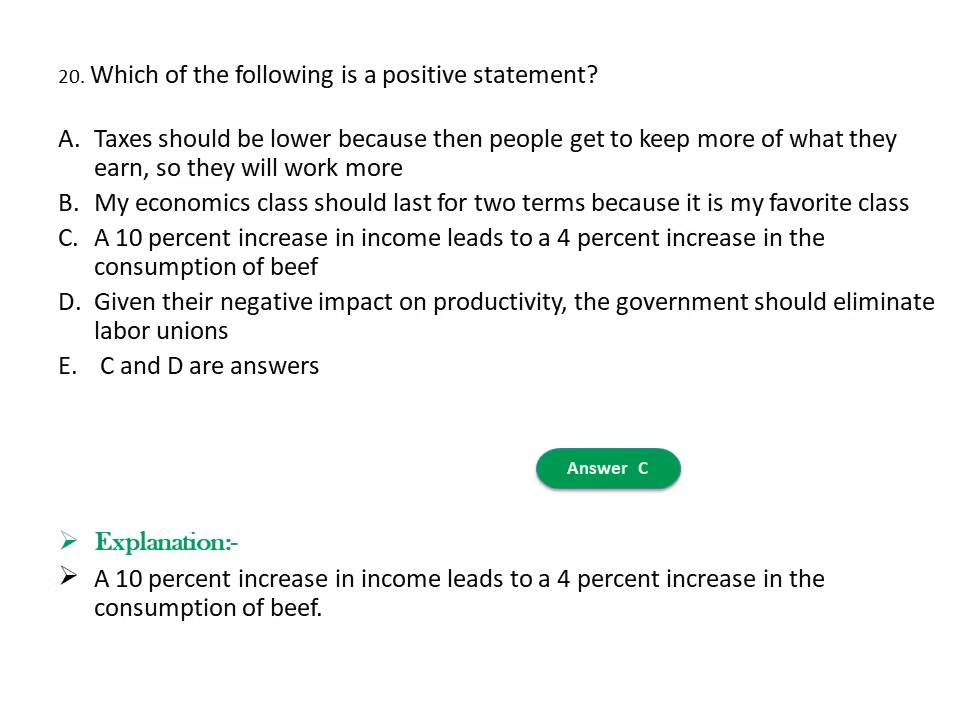 20. Which of the following is a positive statement?
A. Taxes should be lower because then people get to keep more of what they
earn, so they will work more
B. My economics class should last for two terms because it is my favorite class
C. A 10 percent increase in income leads to a 4 percent increase in the
consumption of beef
D. Given their negative impact on productivity, the government should eliminate
labor unions
E. C and D are answers
Answer C
➢ Explanation:-
➢ A 10 percent increase in income leads to a 4 percent increase in the
consumption of beef.